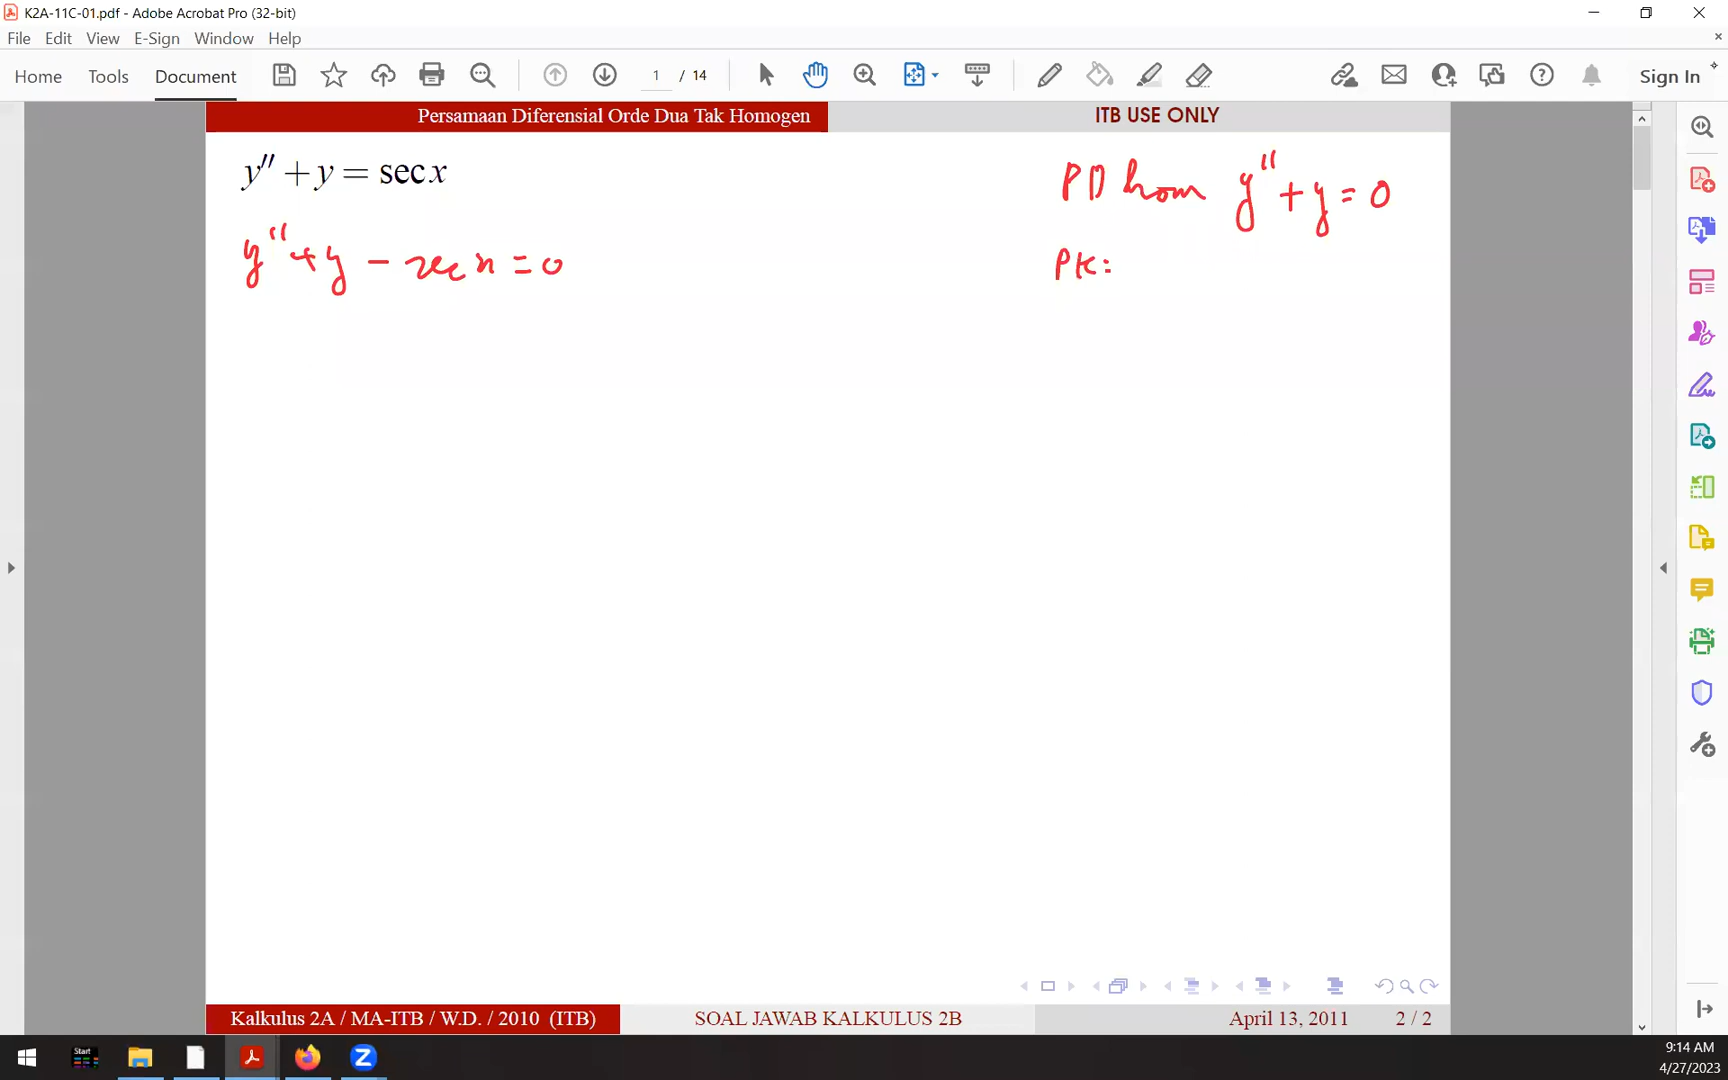 K2A-11C-01.pdf - Adobe Acrobat Pro (32-bit)
File Edit View E-Sign Window Help
Home Tools Document 1 / 14 Sign In
Persamaan Diferensial Orde Dua Tak Homogen ITB USE ONLY
y″ + y = sec x
PD hom y″ + y = 0
y″ + y − sec x = 0
PK:
Kalkulus 2A / MA-ITB / W.D. / 2010 (ITB) SOAL JAWAB KALKULUS 2B April 13, 2011 2 / 2
Start
9:14 AM
4/27/2023